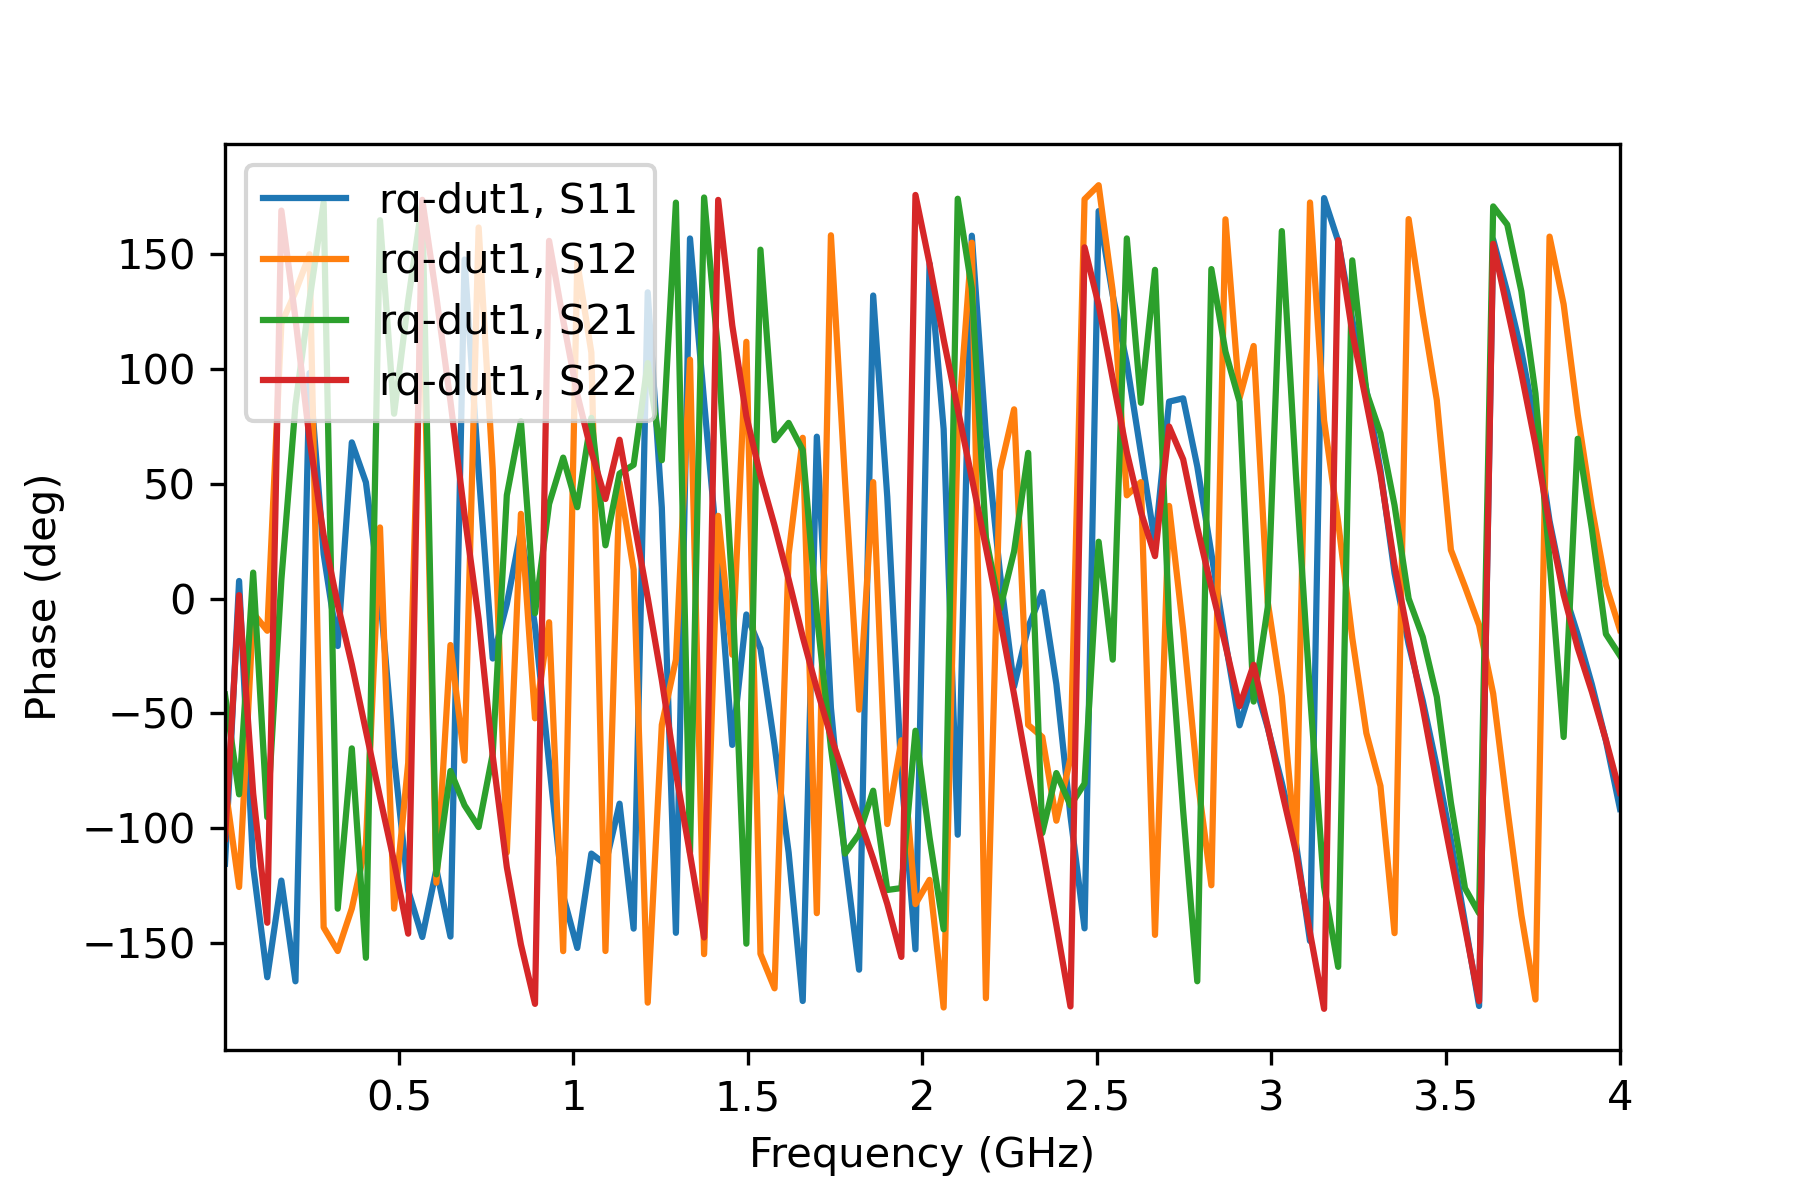 rq-dut1, S11
rq-dut1, S12
rq-dut1, S21
rq-dut1, S22
150
100
50
0
−50
−100
−150
Phase (deg)
0.5 1 1.5 2 2.5 3 3.5 4
Frequency (GHz)